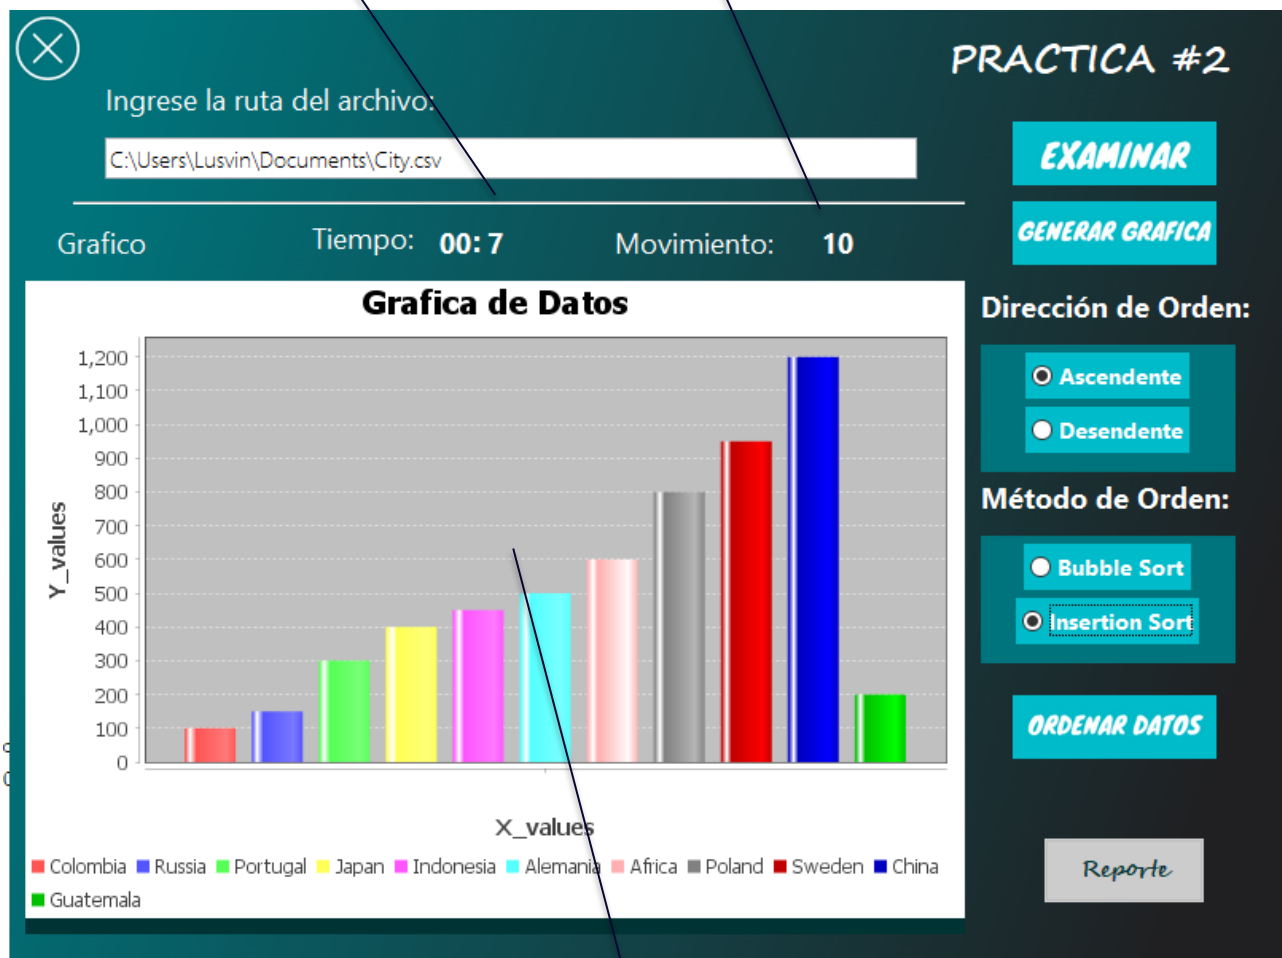 PRACTICA #2
Ingrese la ruta del archivo:
C:\Users\Lusvin\Documents\City.csv
EXAMINAR
GENERAR GRAFICA
Grafico
Tiempo: 00: 7
Movimiento: 10
Grafica de Datos
1,200
1,100
1,000
900
800
700
600
500
400
300
200
100
0
Y_values
X_values
Colombia Russia Portugal Japan Indonesia Alemania Africa Poland Sweden China
Guatemala
Dirección de Orden:
Ascendente
Desendente
Método de Orden:
Bubble Sort
Insertion Sort
ORDENAR DATOS
Reporte